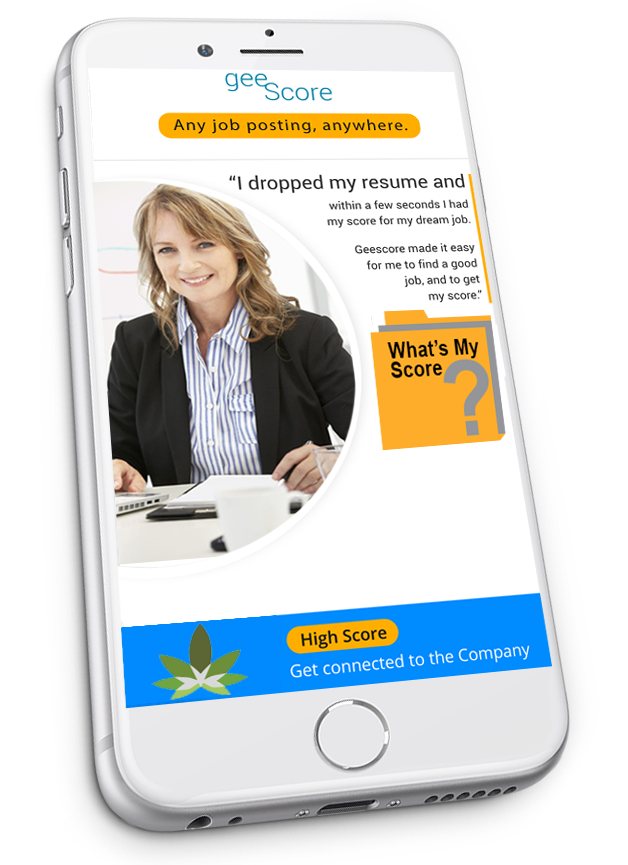 geeScore
Any job posting, anywhere.
“I dropped my resume and
within a few seconds I had
my score for my dream job.
Geescore made it easy
for me to find a good
job, and to get
my score.”
What's My
Score
?
High Score
Get connected to the Company